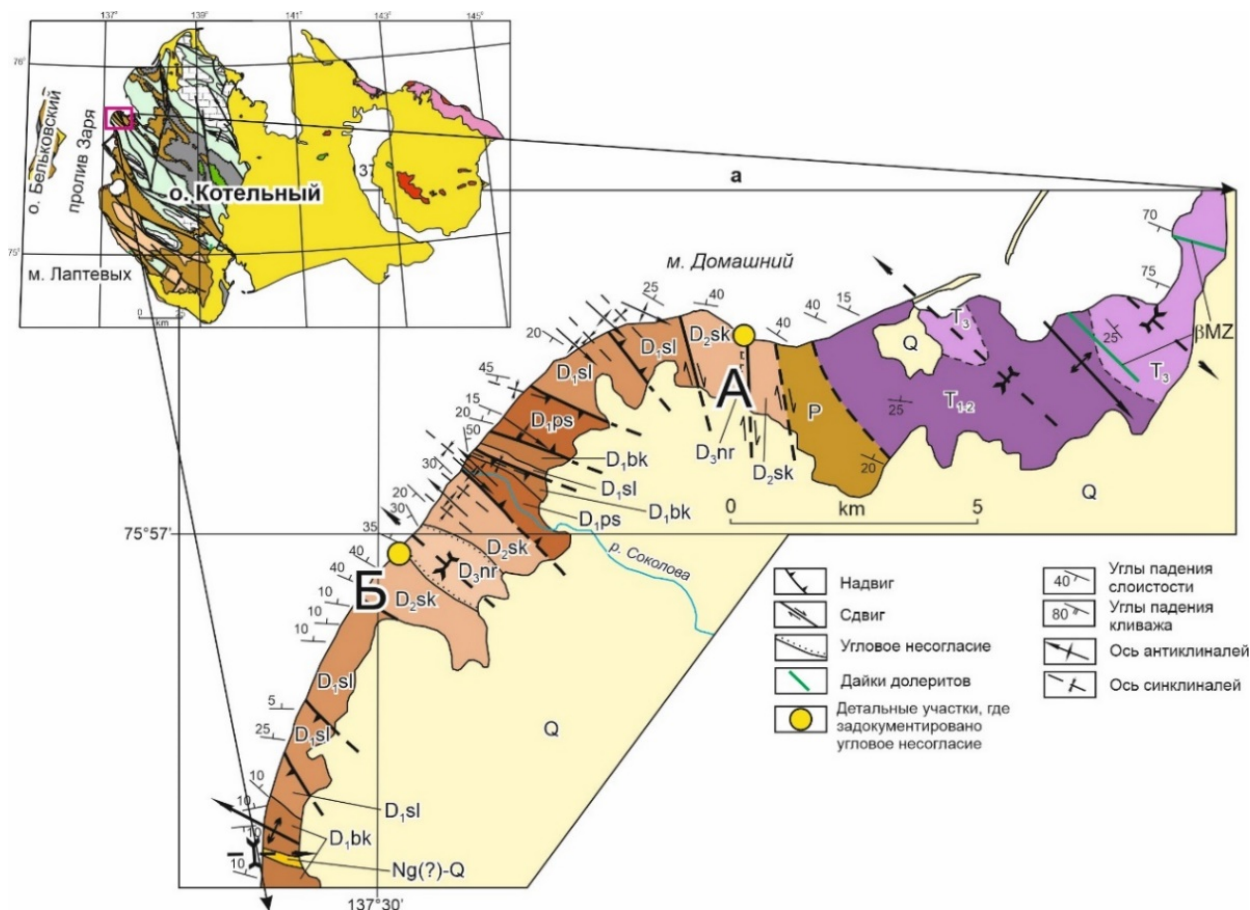 137°
139°
141°
143°
145°
76°
75°
о. Бельковский
пролив Заря
о. Котельный
37
м. Лаптевых
0
km
а
м. Домашний
70
75
βMZ
25
T₃
T₃
Q
T₁₋₂
25
20
P
15
40
40
40
25
20
D₂sk
А
D₃nr
D₂sk
D₁sl
D₁sl
45
15
20
50
30
20
30
35
D₁ps
D₁bk
D₁sl
D₁bk
D₁ps
Q
0
5
km
75°57'
р. Соколова
D₂sk
D₃nr
D₂sk
Б
40
40
10
10
10
D₁sl
5
D₁sl
25
Q
10
D₁sl
10
10
D₁bk
10
Ng(?)-Q
137°30'
Надвиг
Сдвиг
Угловое несогласие
Дайки долеритов
Детальные участки, где
задокументировано
угловое несогласие
40
Углы падения
слоистости
80
Углы падения
кливажа
Ось антиклиналей
Ось синклиналей